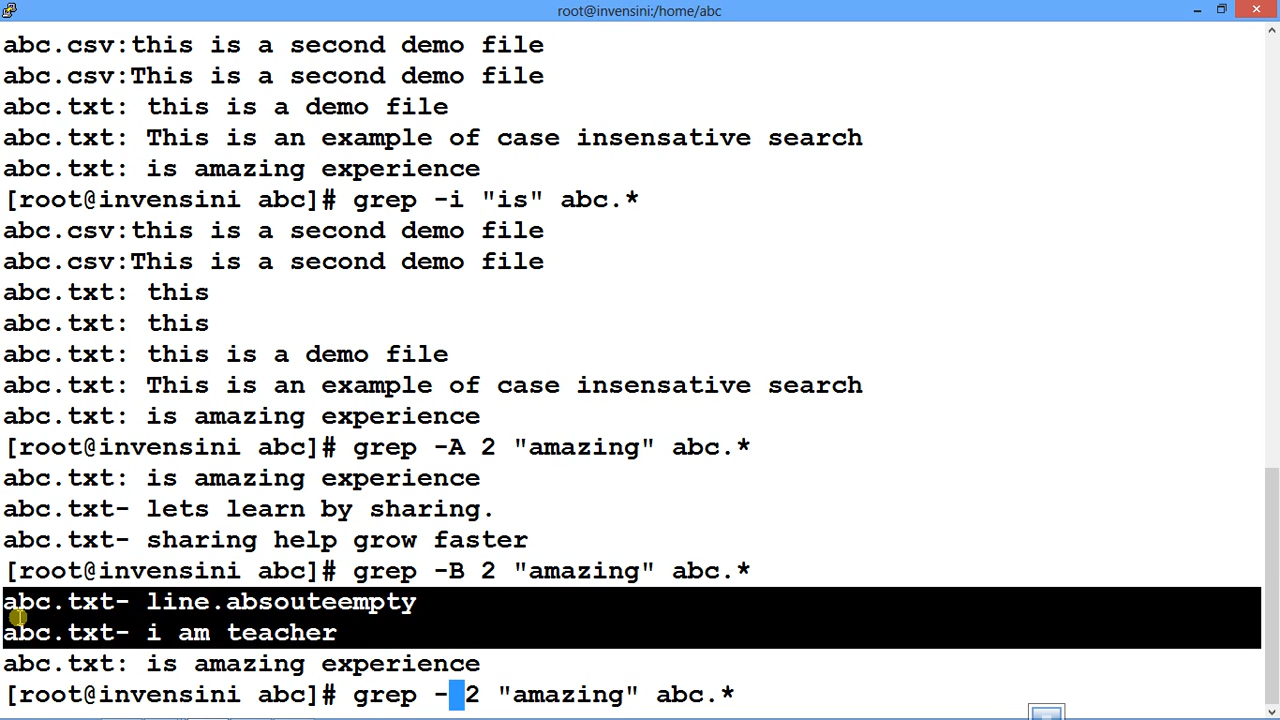 root@invensini:/home/abc
abc.csv:this is a second demo file
abc.csv:This is a second demo file
abc.txt: this is a demo file
abc.txt: This is an example of case insensative search
abc.txt: is amazing experience
[root@invensini abc]# grep -i "is" abc.*
abc.csv:this is a second demo file
abc.csv:This is a second demo file
abc.txt: this
abc.txt: this
abc.txt: this is a demo file
abc.txt: This is an example of case insensative search
abc.txt: is amazing experience
[root@invensini abc]# grep -A 2 "amazing" abc.*
abc.txt: is amazing experience
abc.txt- lets learn by sharing.
abc.txt- sharing help grow faster
[root@invensini abc]# grep -B 2 "amazing" abc.*
abc.txt- line.absouteempty
abc.txt- i am teacher
abc.txt: is amazing experience
[root@invensini abc]# grep - 2 "amazing" abc.*